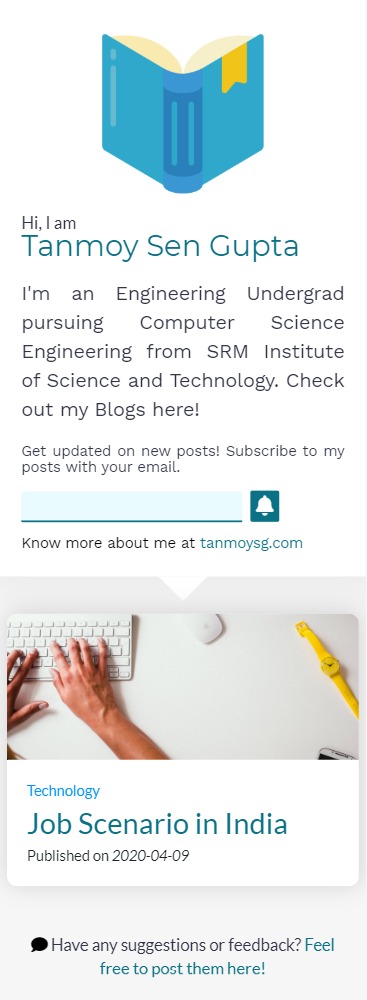 Hi, I am
Tanmoy Sen Gupta
I'm an Engineering Undergrad
pursuing Computer Science
Engineering from SRM Institute
of Science and Technology. Check
out my Blogs here!
Get updated on new posts! Subscribe to my
posts with your email.
Know more about me at tanmoysg.com
Technology
Job Scenario in India
Published on 2020-04-09
Have any suggestions or feedback? Feel
free to post them here!